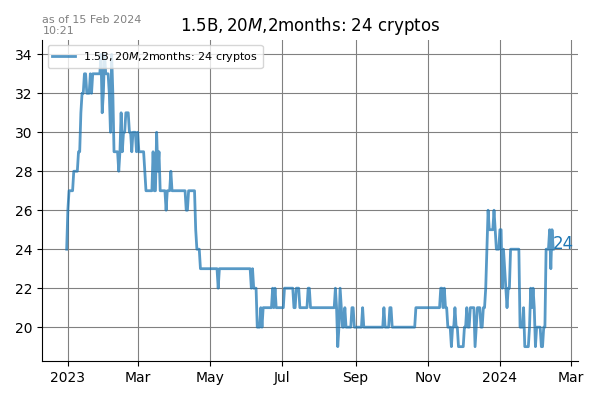 as of 15 Feb 2024
10:21
1.5B, 20M,2months: 24 cryptos
1.5B, 20M,2months: 24 cryptos
34
32
30
28
26
24
22
20
24
2023
Mar
May
Jul
Sep
Nov
2024
Mar